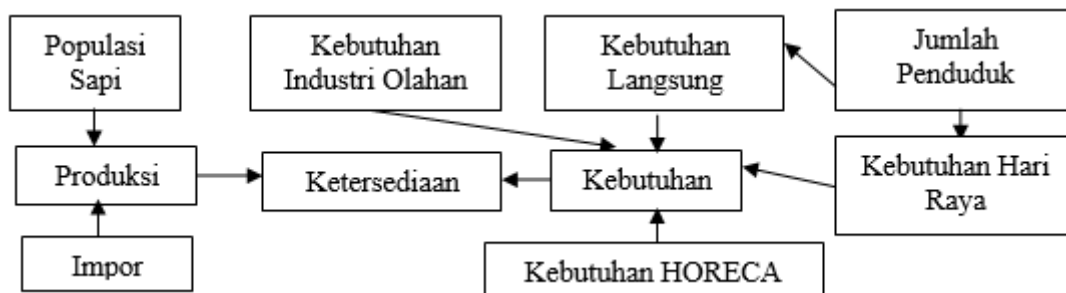 Populasi
Sapi
Kebutuhan
Industri Olahan
Kebutuhan
Langsung
Jumlah
Penduduk
Produksi
Ketersediaan
Kebutuhan
Kebutuhan Hari
Raya
Impor
Kebutuhan HORECA